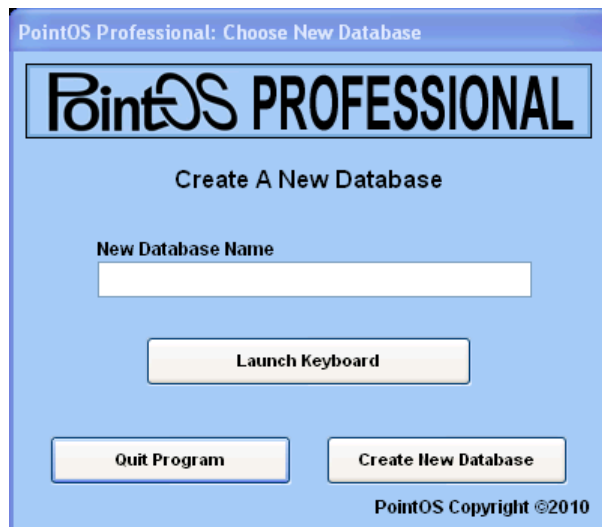 PointOS Professional: Choose New Database
PointOS PROFESSIONAL
Create A New Database
New Database Name
Launch Keyboard
Quit Program
Create New Database
PointOS Copyright ©2010